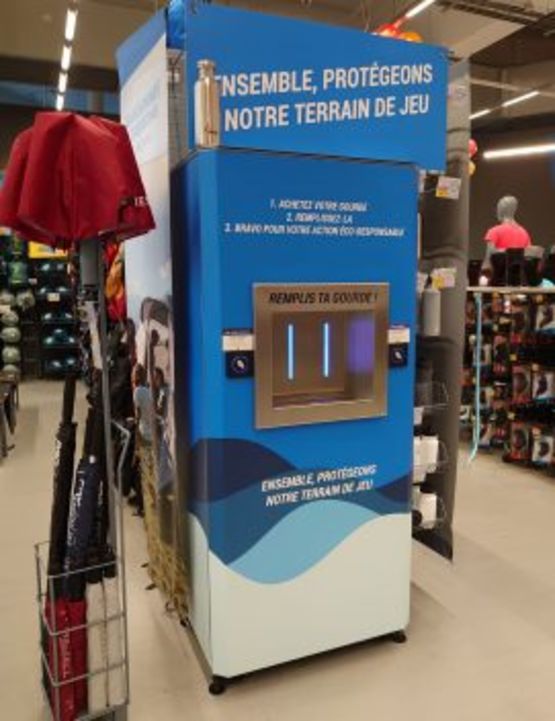 ENSEMBLE, PROTÉGEONS
NOTRE TERRAIN DE JEU
1. ACHETEZ VOTRE GOURDE
2. REMPLISSEZ-LA
3. BRAVO POUR VOTRE ACTION ÉCO-RESPONSABLE
REMPLIS TA GOURDE !
ENSEMBLE, PROTÉGEONS
NOTRE TERRAIN DE JEU